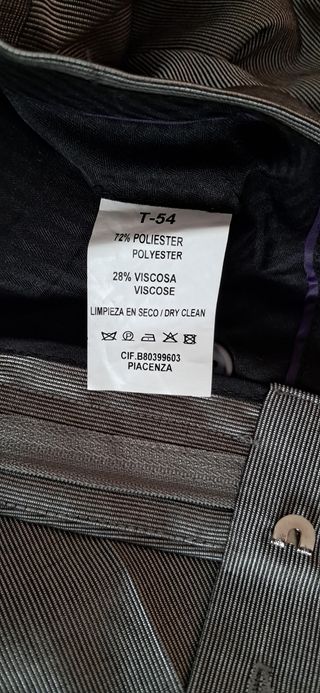 T-54
72% POLIESTER
POLYESTER
28% VISCOSA
VISCOSE
LIMPIEZA EN SECO / DRY CLEAN
CIF.B80399603
PIACENZA